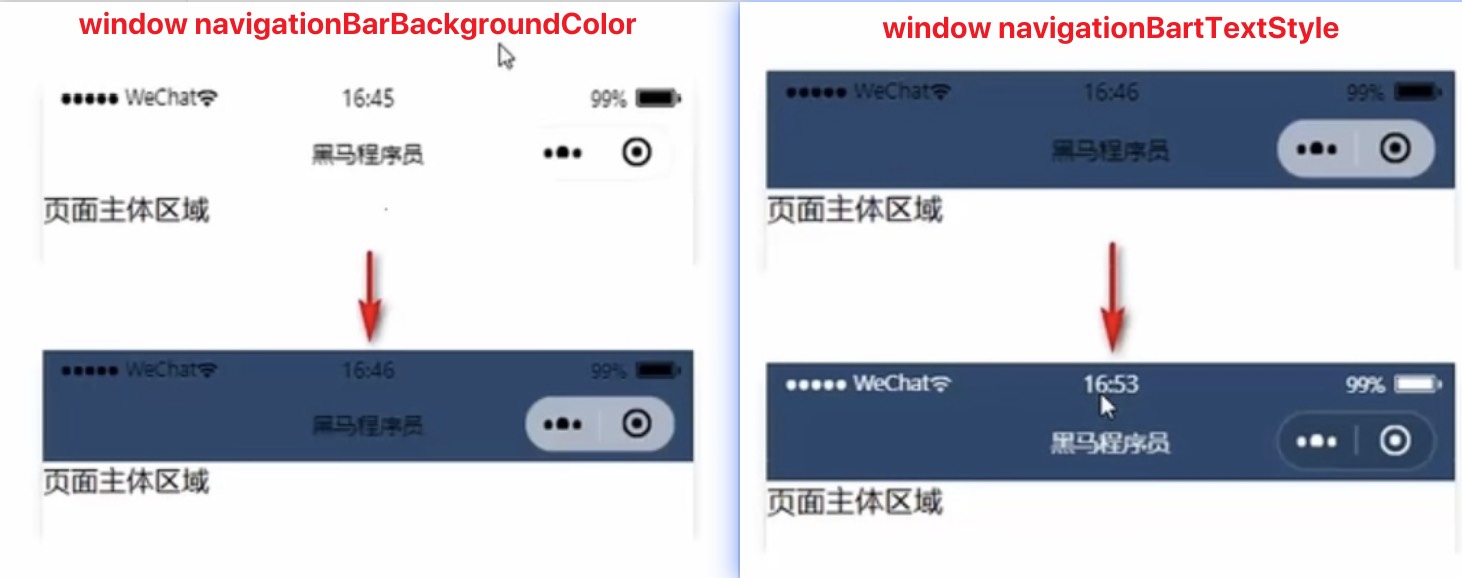 window navigationBarBackgroundColor
WeChat 16:45 99%
黑马程序员
页面主体区域
WeChat 16:46 99%
黑马程序员
页面主体区域
window navigationBartTextStyle
WeChat 16:46 99%
黑马程序员
页面主体区域
WeChat 16:53 99%
黑马程序员
页面主体区域